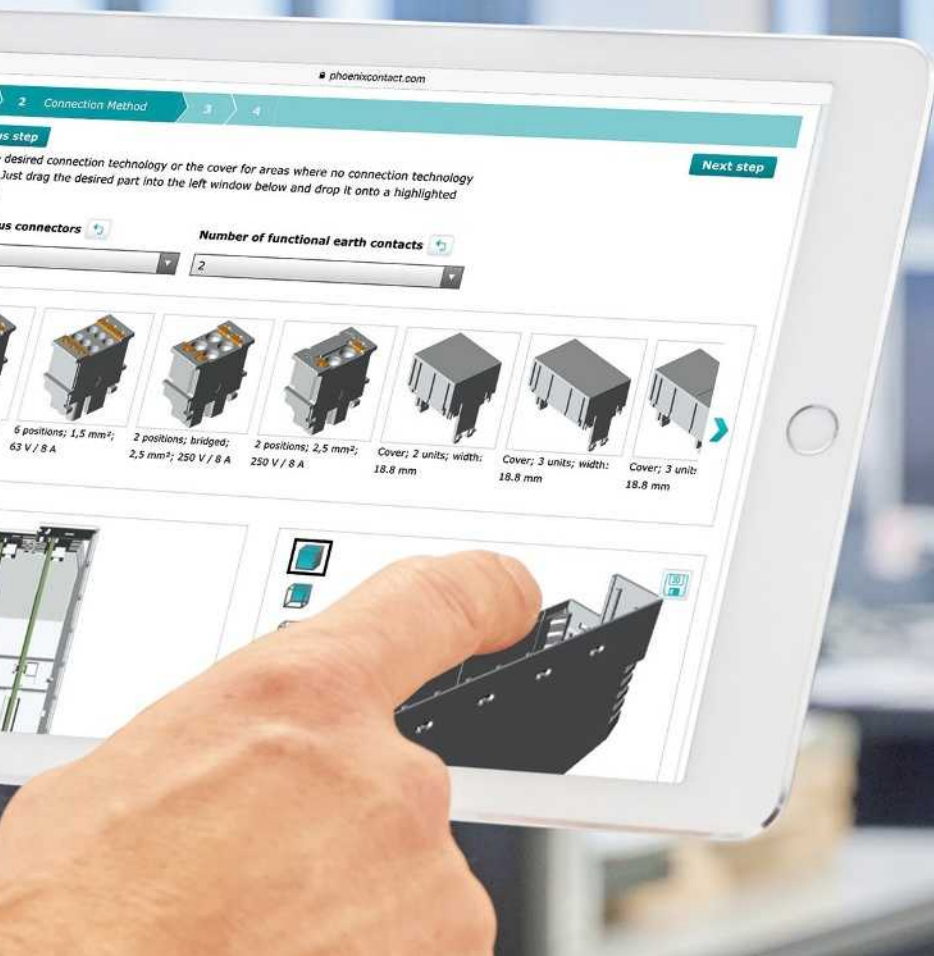 phoenixcontact.com
2 Connection Method
3
4
us step
Next step
desired connection technology or the cover for areas where no connection technology
Just drag the desired part into the left window below and drop it onto a highlighted
us connectors
Number of functional earth contacts
2
6 positions; 1,5 mm²;
63 V / 8 A
2 positions; bridged;
2,5 mm²; 250 V / 8 A
2 positions; 2,5 mm²;
250 V / 8 A
Cover; 2 units; width:
18.8 mm
Cover; 3 units; width:
18.8 mm
Cover; 3 unit
18.8 mm
3D